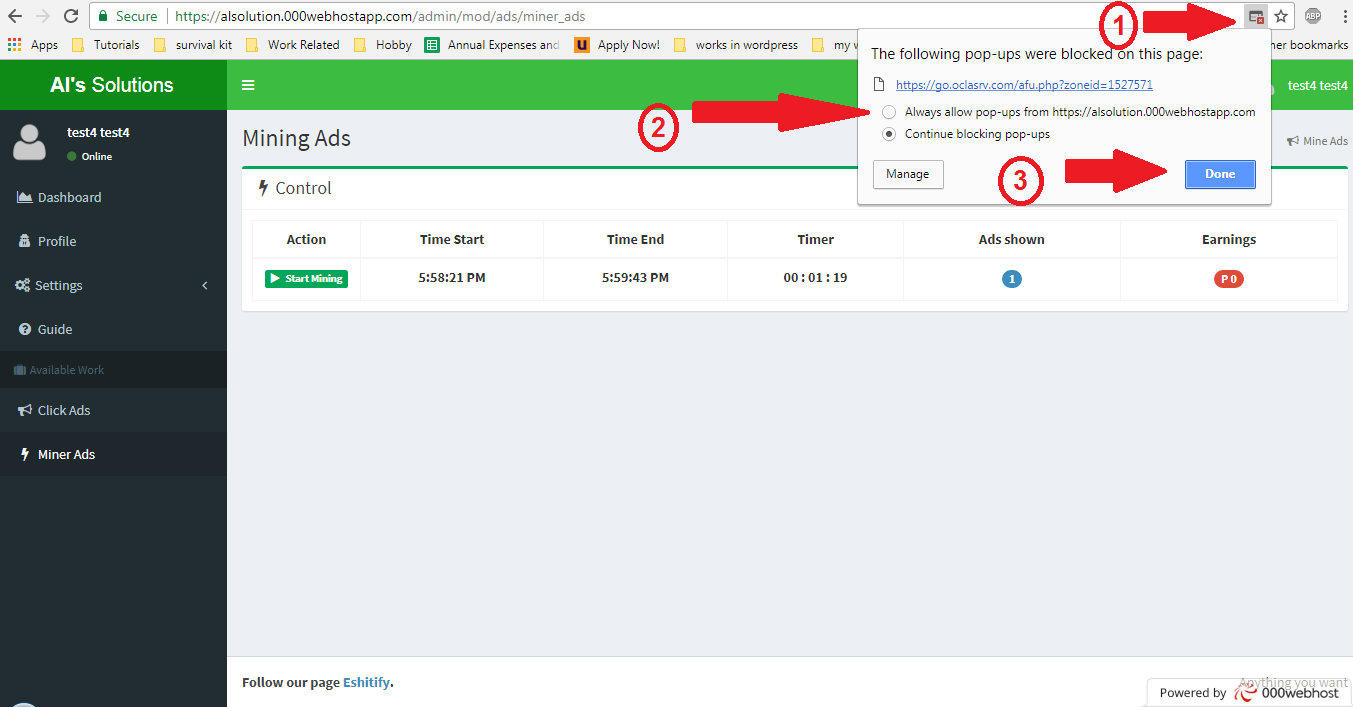 Secure https://alsolution.000webhostapp.com/admin/mod/ads/miner_ads ABP
1
Apps Tutorials survival kit Work Related Hobby Annual Expenses and Apply Now! works in wordpress my her bookmarks
The following pop-ups were blocked on this page:
https://go.oclasrv.com/afu.php?zoneid=1527571
Always allow pop-ups from https://alsolution.000webhostapp.com
Continue blocking pop-ups
Manage Done
2
3
AI's Solutions
test4 test4
test4 test4
Online
Mining Ads
Mine Ads
Dashboard
Profile
Settings
Guide
Available Work
Click Ads
Miner Ads
Control
Action Time Start Time End Timer Ads shown Earnings
Start Mining 5:58:21 PM 5:59:43 PM 00 : 01 : 19 1 P 0
Follow our page Eshitify.
Anything you want
Powered by 000webhost